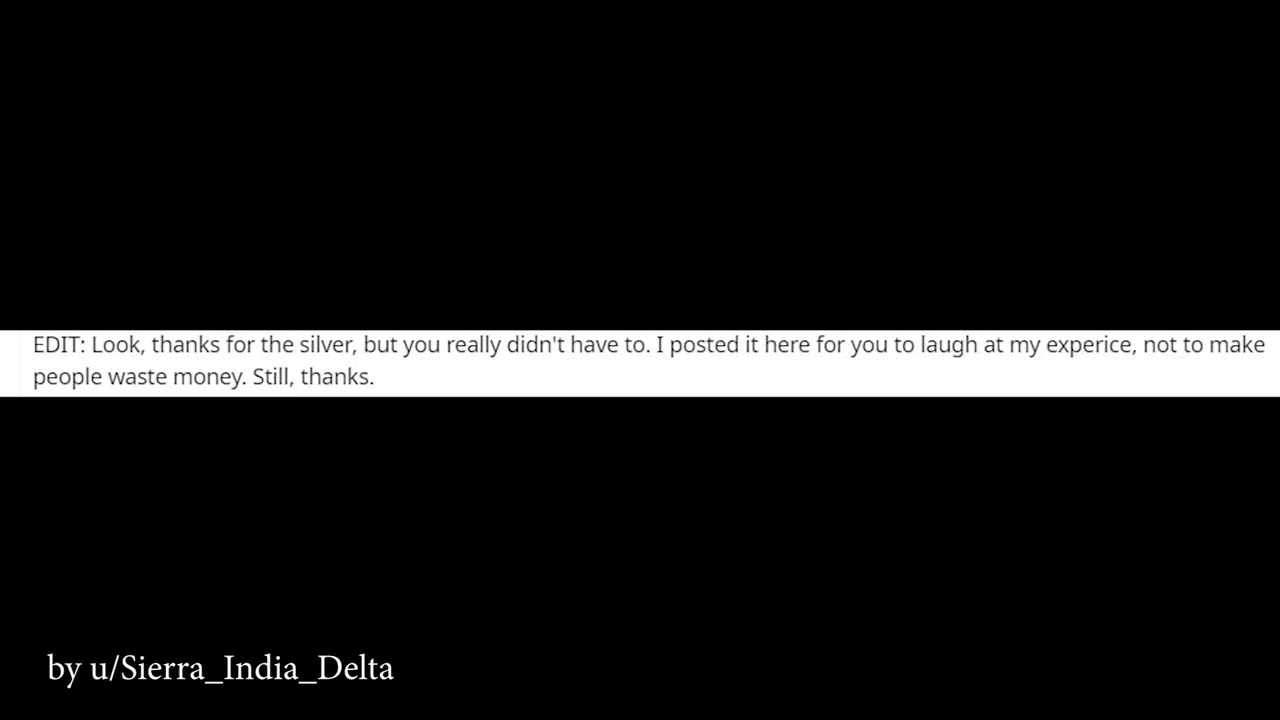 EDIT: Look, thanks for the silver, but you really didn't have to. I posted it here for you to laugh at my experice, not to make
people waste money. Still, thanks.
by u/Sierra_India_Delta